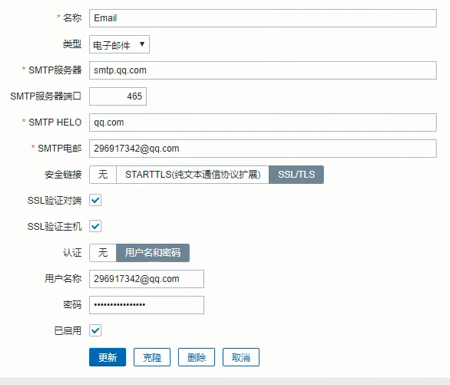 * 名称 Email
类型 电子邮件
* SMTP服务器 smtp.qq.com
SMTP服务器端口 465
* SMTP HELO qq.com
* SMTP电邮 296917342@qq.com
安全链接 无 STARTTLS(纯文本通信协议扩展) SSL/TLS
SSL验证对端
SSL验证主机
认证 无 用户名和密码
用户名称 296917342@qq.com
密码 ••••••••••••••••
已启用
更新 克隆 删除 取消